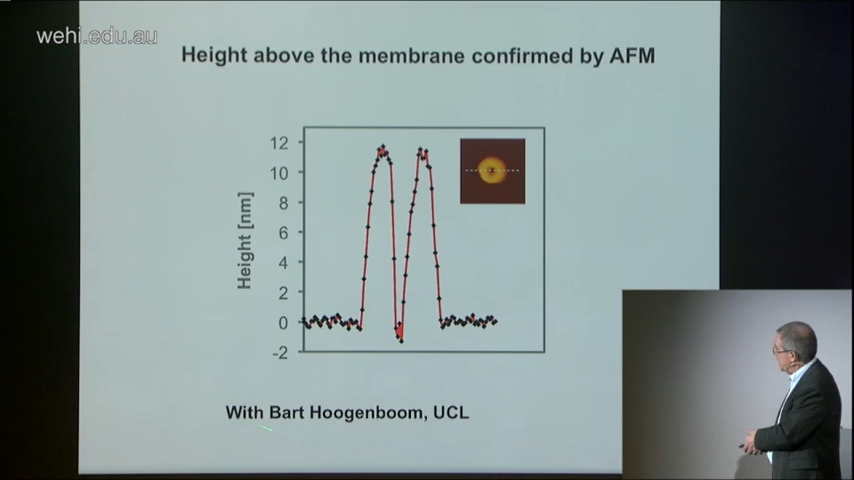 wehi.edu.au
Height above the membrane confirmed by AFM
12
10
8
6
4
2
0
-2
Height [nm]
With Bart Hoogenboom, UCL